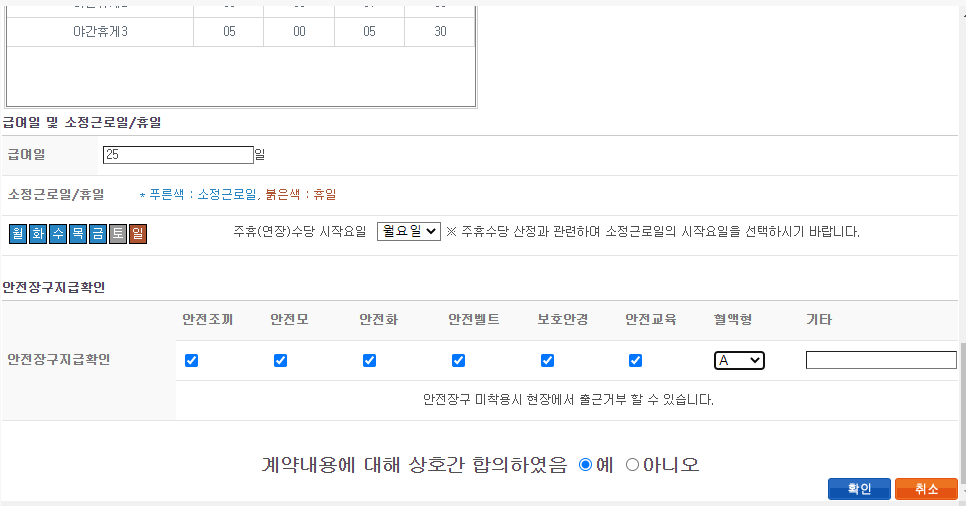 야간휴게3 05 00 05 30
급여일 및 소정근로일/휴일
급여일 25 일
소정근로일/휴일 * 푸른색 : 소정근로일, 붉은색 : 휴일
월 화 수 목 금 토 일 주휴(연장)수당 시작요일 월요일 ※ 주휴수당 산정과 관련하여 소정근로일의 시작요일을 선택하시기 바랍니다.
안전장구지급확인
안전조끼 안전모 안전화 안전벨트 보호안경 안전교육 혈액형 기타
안전장구지급확인 A
안전장구 미착용시 현장에서 출근거부 할 수 있습니다.
계약내용에 대해 상호간 합의하였음 예 아니오
확인 취소